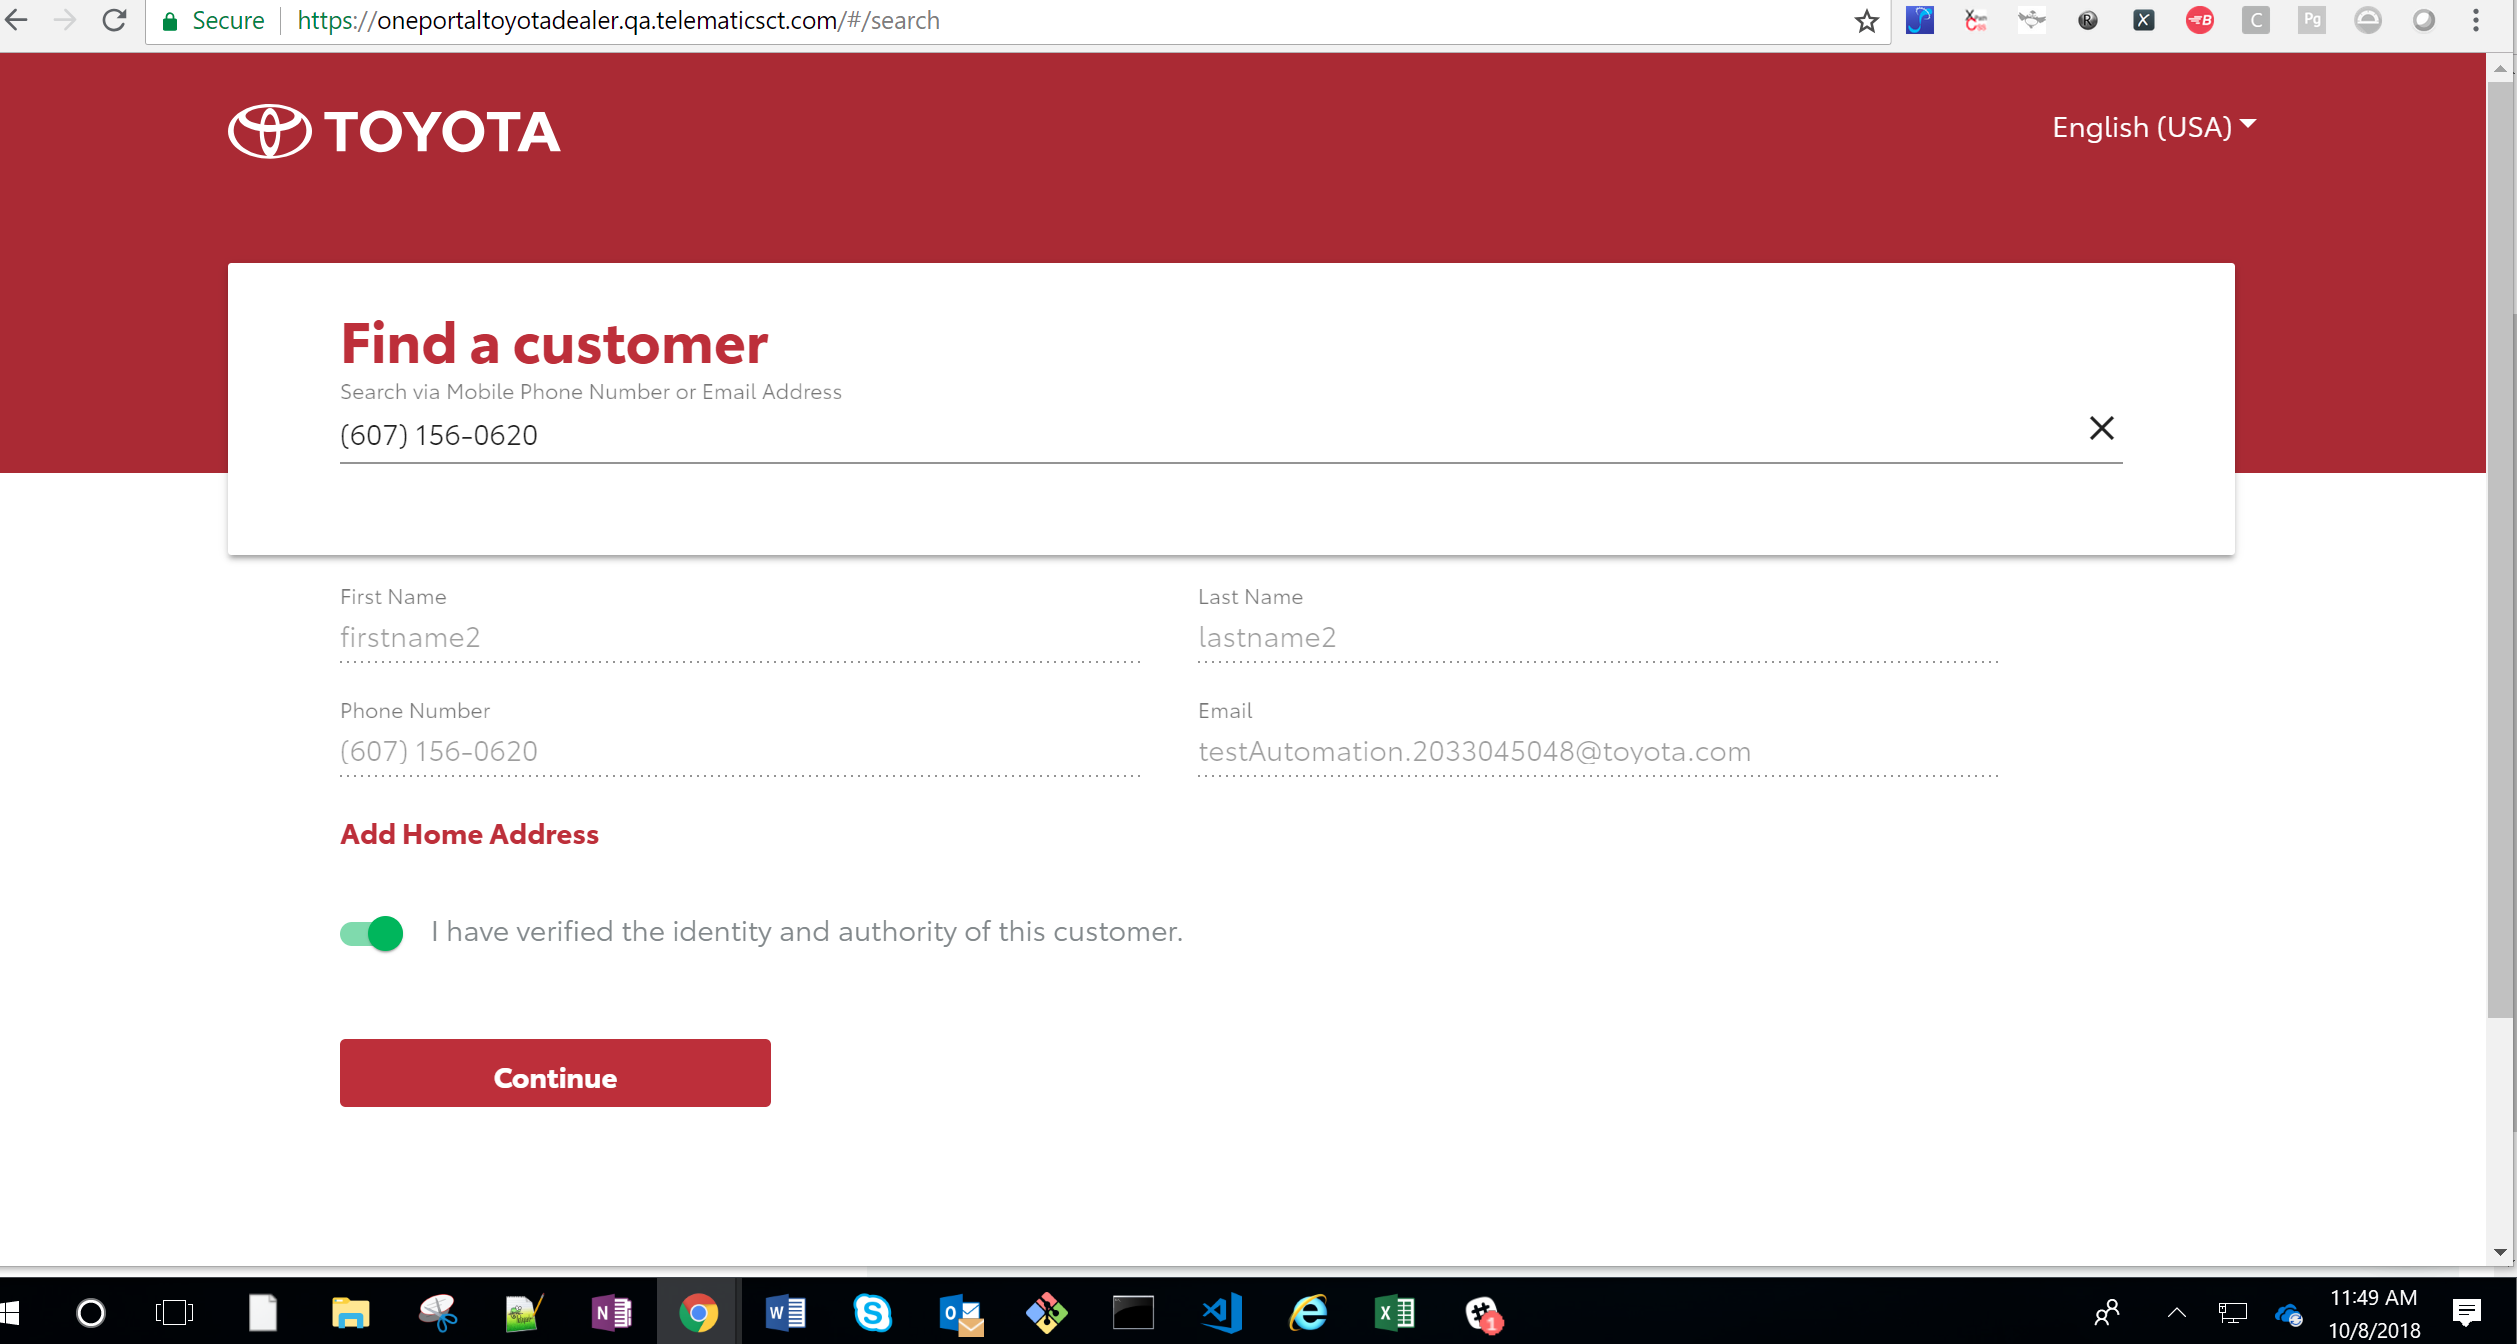 Secure
https://oneportaltoyotadealer.qa.telematicsct.com/#/search
TOYOTA
English (USA)
Find a customer
Search via Mobile Phone Number or Email Address
(607) 156-0620
First Name
Last Name
firstname2
lastname2
Phone Number
Email
(607) 156-0620
testAutomation.2033045048@toyota.com
Add Home Address
I have verified the identity and authority of this customer.
Continue
11:49 AM
10/8/2018